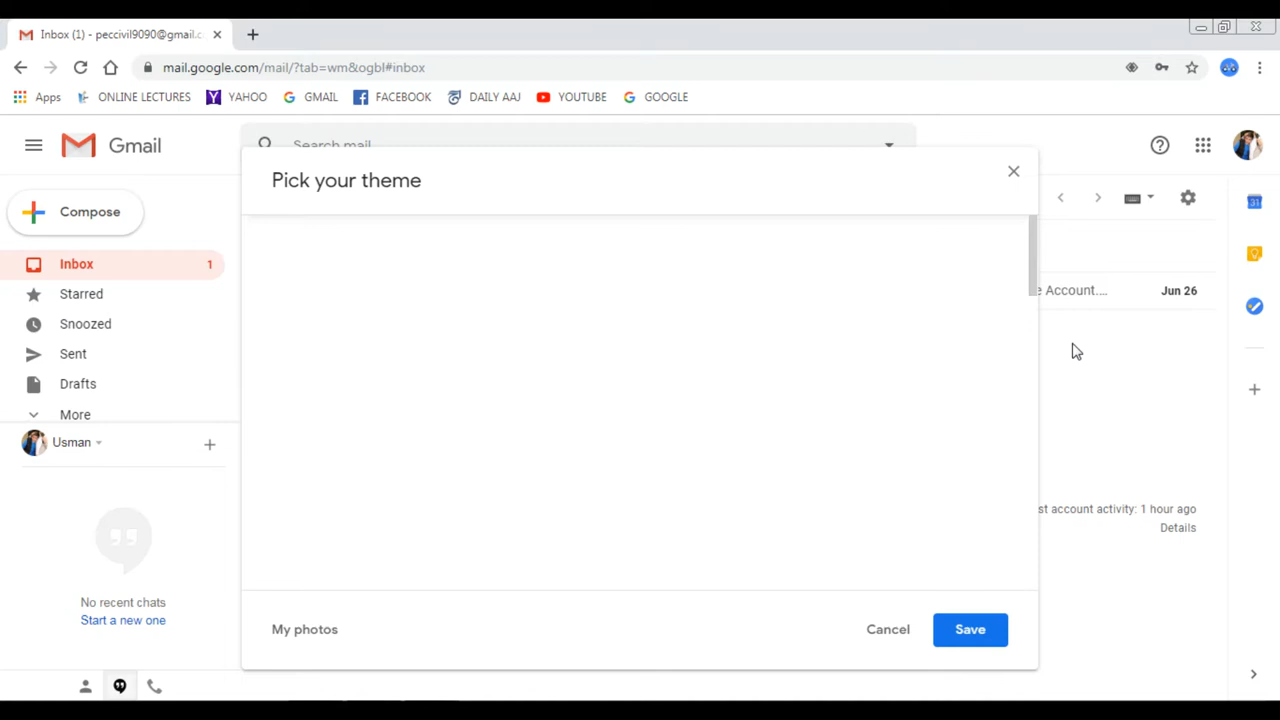 Inbox (1) - peccivil9090@gmail.c
mail.google.com/mail/?tab=wm&ogbl#inbox
Apps ONLINE LECTURES YAHOO GMAIL FACEBOOK DAILY AAJ YOUTUBE GOOGLE
Gmail
Search mail
Pick your theme
Compose
Inbox 1
e Account.... Jun 26
Starred
Snoozed
Sent
Drafts
More
Usman
st account activity: 1 hour ago
Details
No recent chats
Start a new one
My photos Cancel Save
31